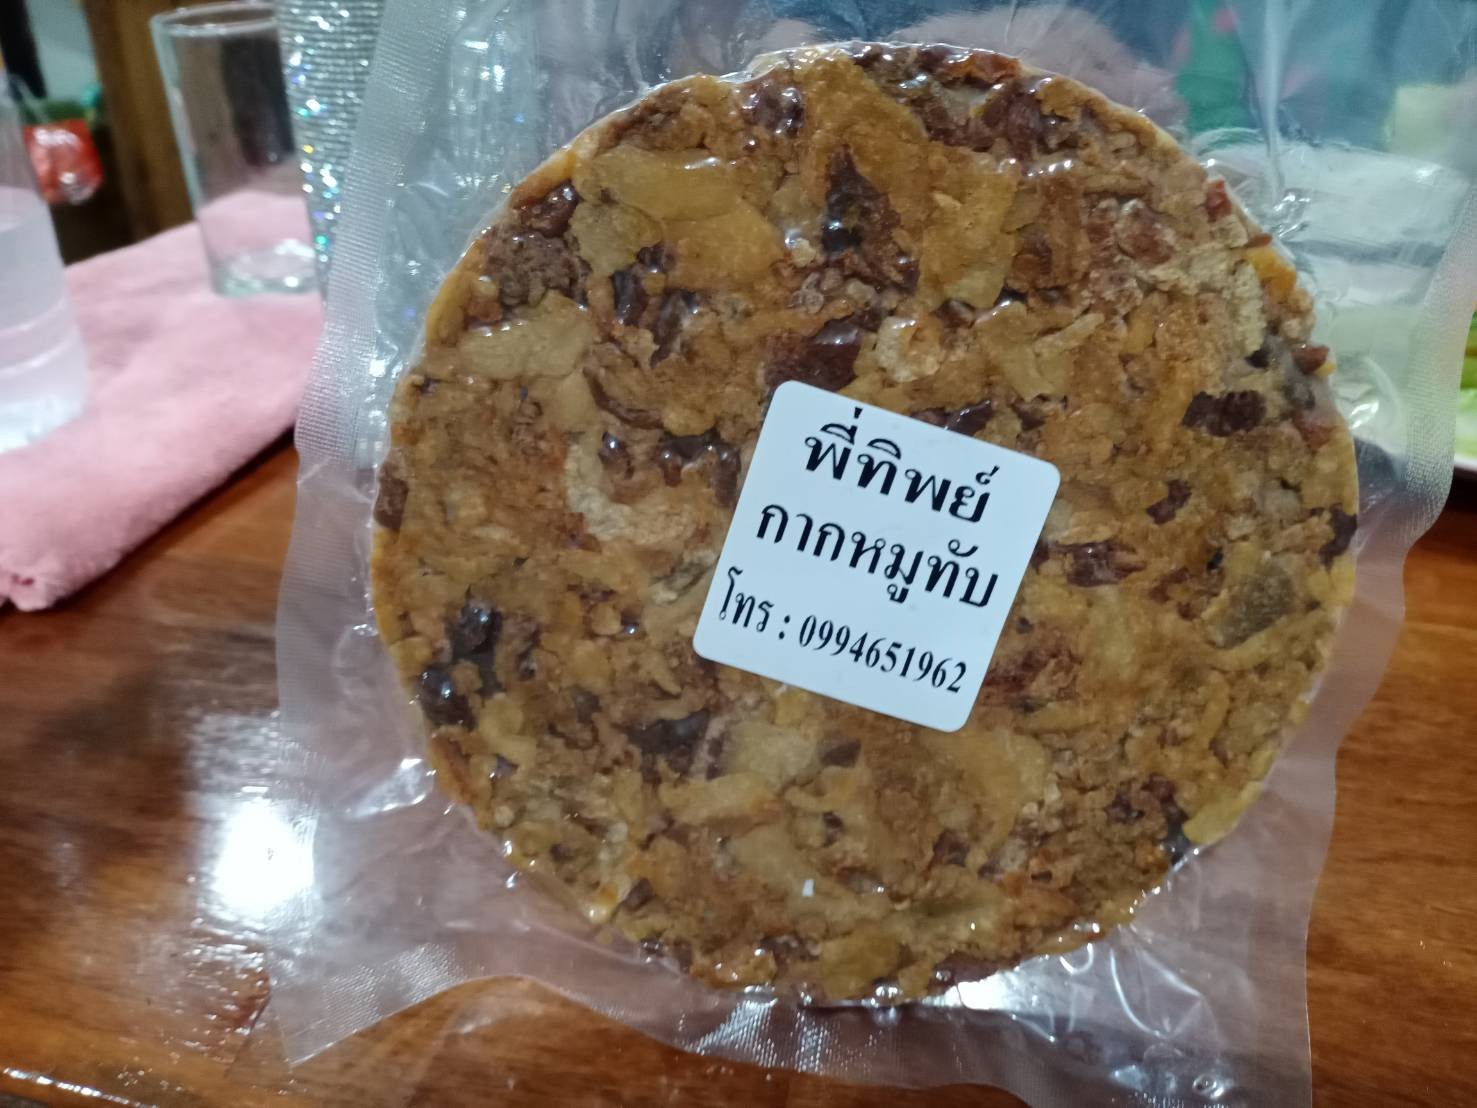 พี่ทิพย์
กากหมูทับ
โทร : 0994651962